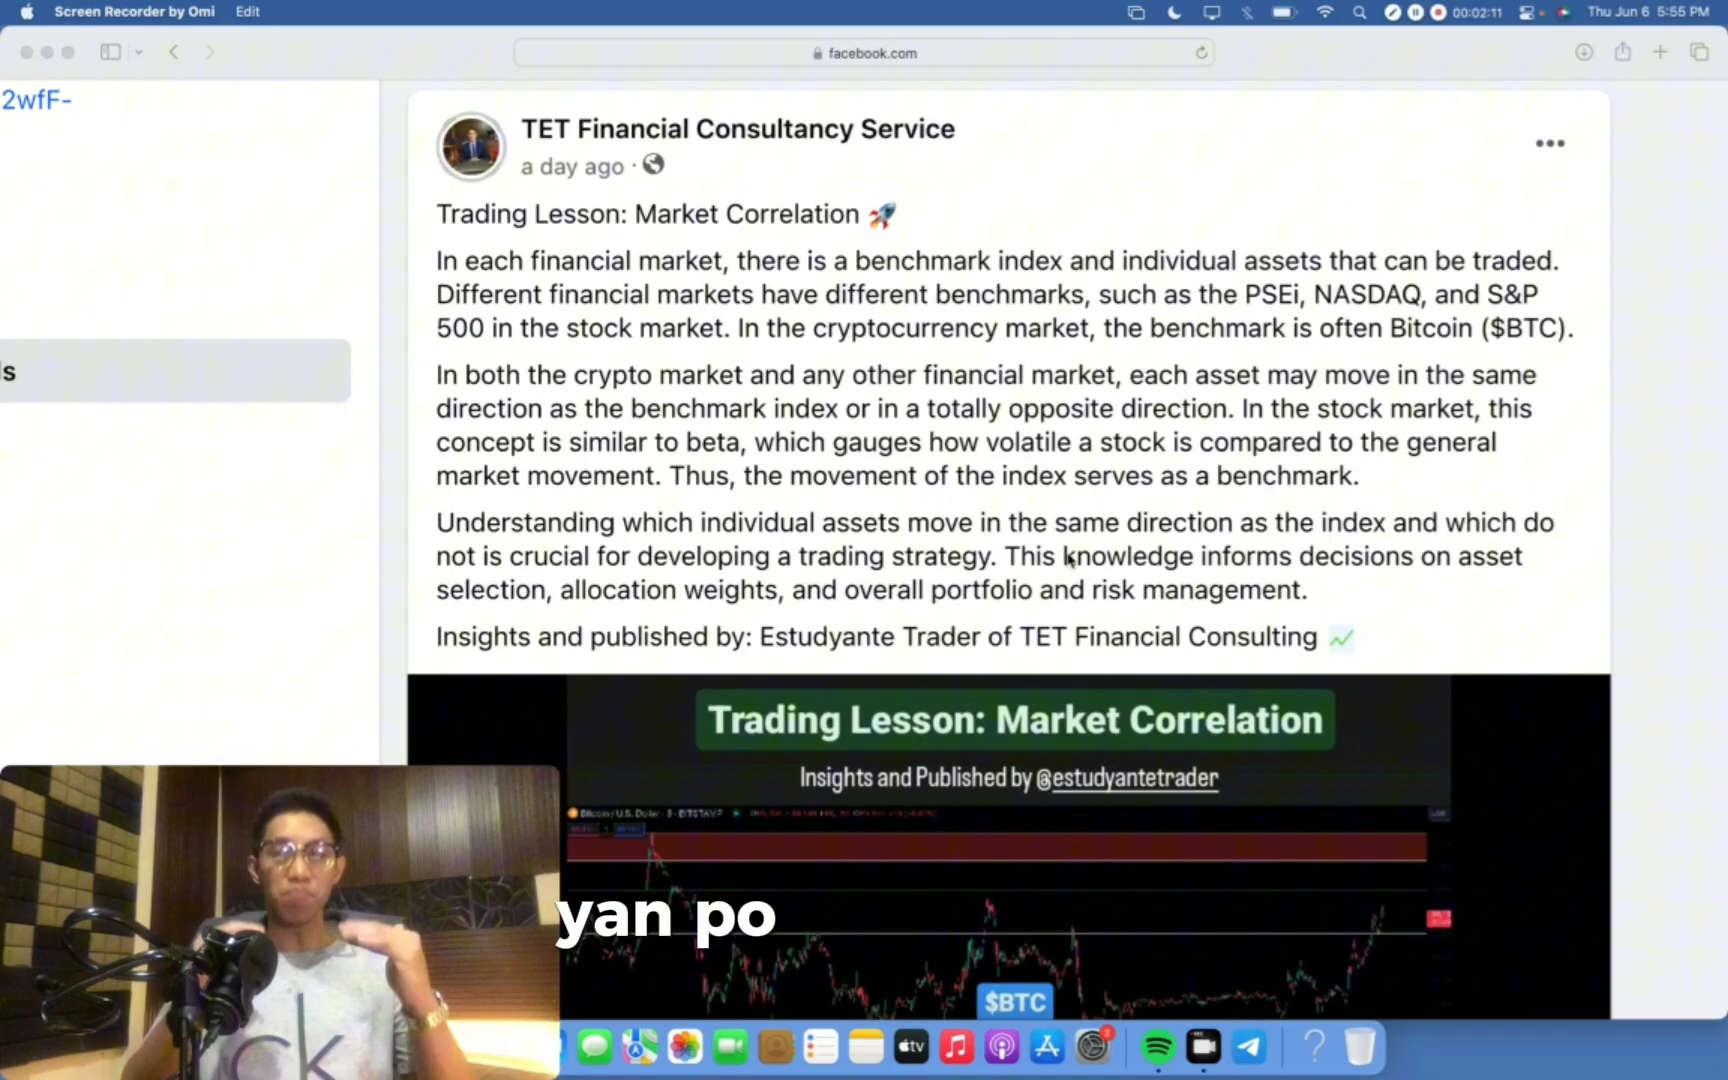 Screen Recorder by Omi Edit 00:02:11 Thu Jun 6 5:55 PM
facebook.com
2wfF-
TET Financial Consultancy Service
a day ago ·
Trading Lesson: Market Correlation 🚀
In each financial market, there is a benchmark index and individual assets that can be traded.
Different financial markets have different benchmarks, such as the PSEi, NASDAQ, and S&P
500 in the stock market. In the cryptocurrency market, the benchmark is often Bitcoin ($BTC).
In both the crypto market and any other financial market, each asset may move in the same
direction as the benchmark index or in a totally opposite direction. In the stock market, this
concept is similar to beta, which gauges how volatile a stock is compared to the general
market movement. Thus, the movement of the index serves as a benchmark.
Understanding which individual assets move in the same direction as the index and which do
not is crucial for developing a trading strategy. This knowledge informs decisions on asset
selection, allocation weights, and overall portfolio and risk management.
Insights and published by: Estudyante Trader of TET Financial Consulting 📈
ls
Trading Lesson: Market Correlation
Insights and Published by @estudyantetrader
Bitcoin / U.S. Dollar · BITSTAMP
yan po
$BTC
ck
tv
2